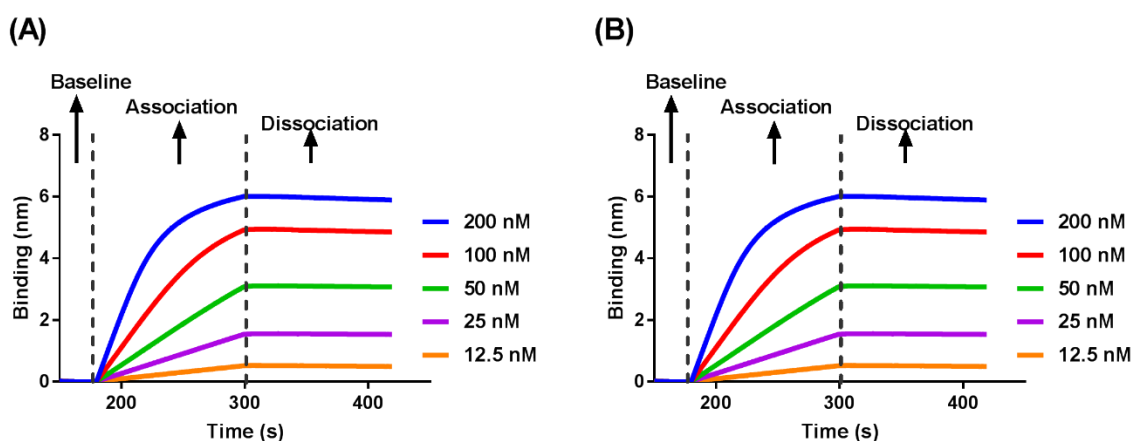 (A)
Baseline
Association
Dissociation
8
6
4
2
0
Binding (nm)
200
300
400
Time (s)
200 nM
100 nM
50 nM
25 nM
12.5 nM
(B)
Baseline
Association
Dissociation
8
6
4
2
0
Binding (nm)
200
300
400
Time (s)
200 nM
100 nM
50 nM
25 nM
12.5 nM